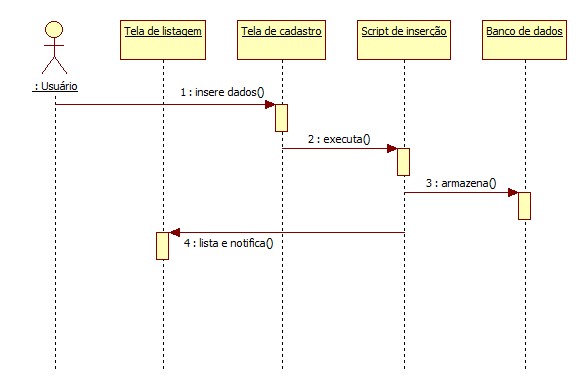 Tela de listagem
Tela de cadastro
Script de inserção
Banco de dados
: Usuário
1 : insere dados()
2 : executa()
3 : armazena()
4 : lista e notifica()